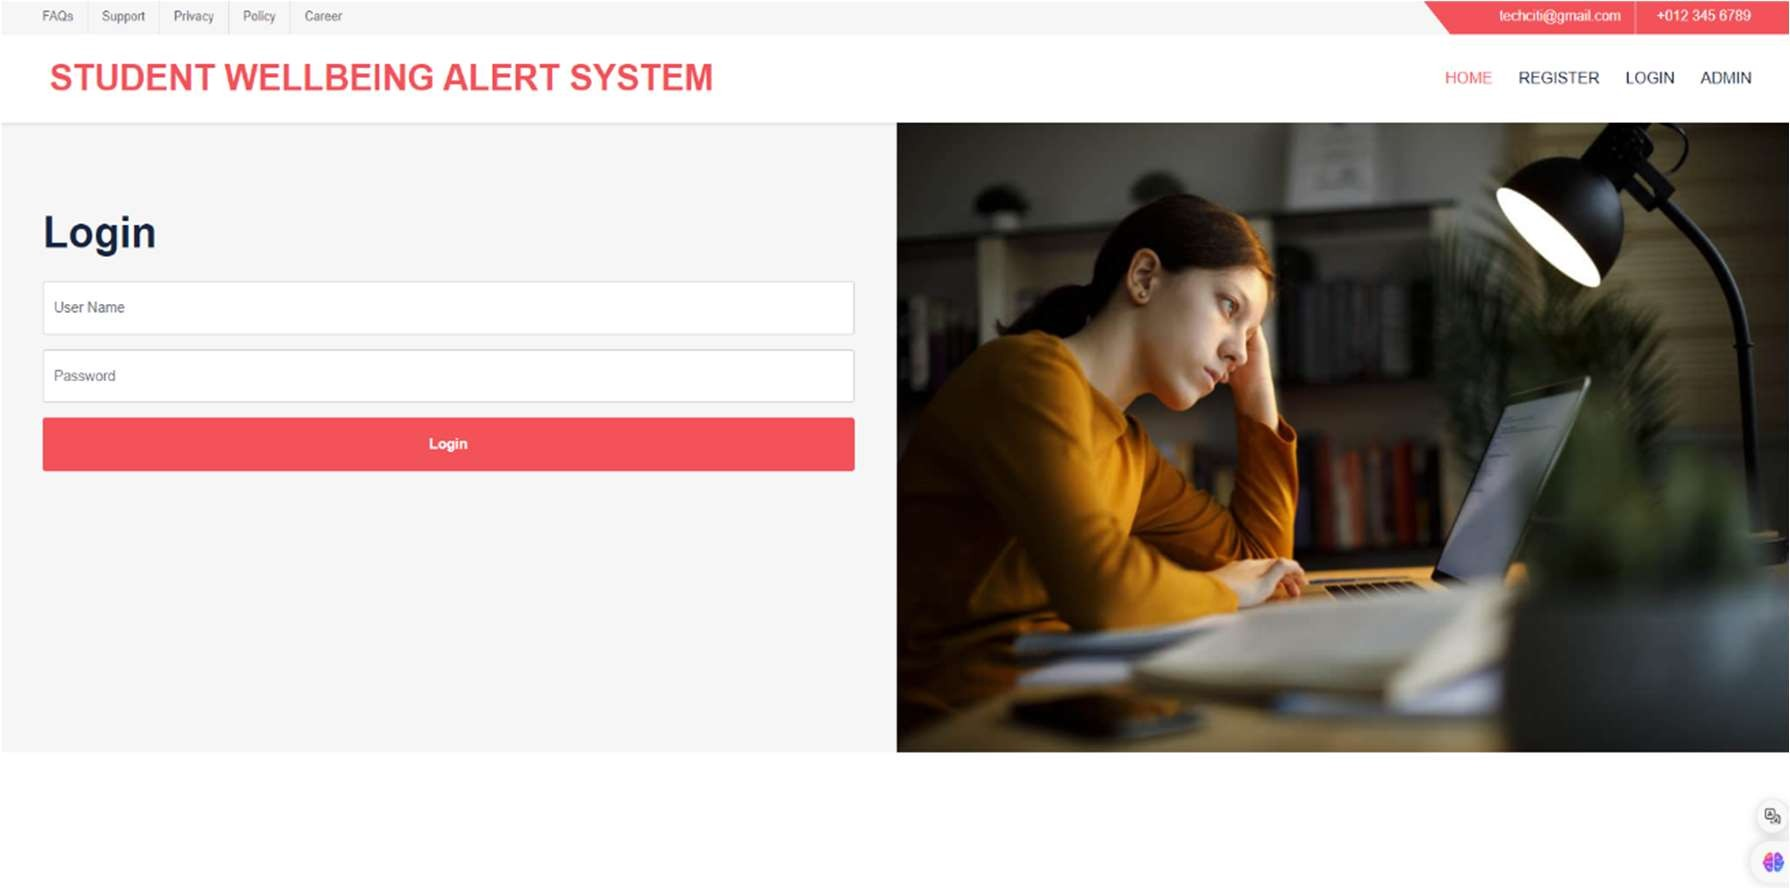 FAQs Support Privacy Policy Career techciti@gmail.com +012 345 6789
STUDENT WELLBEING ALERT SYSTEM HOME REGISTER LOGIN ADMIN
Login
User Name
Password
Login